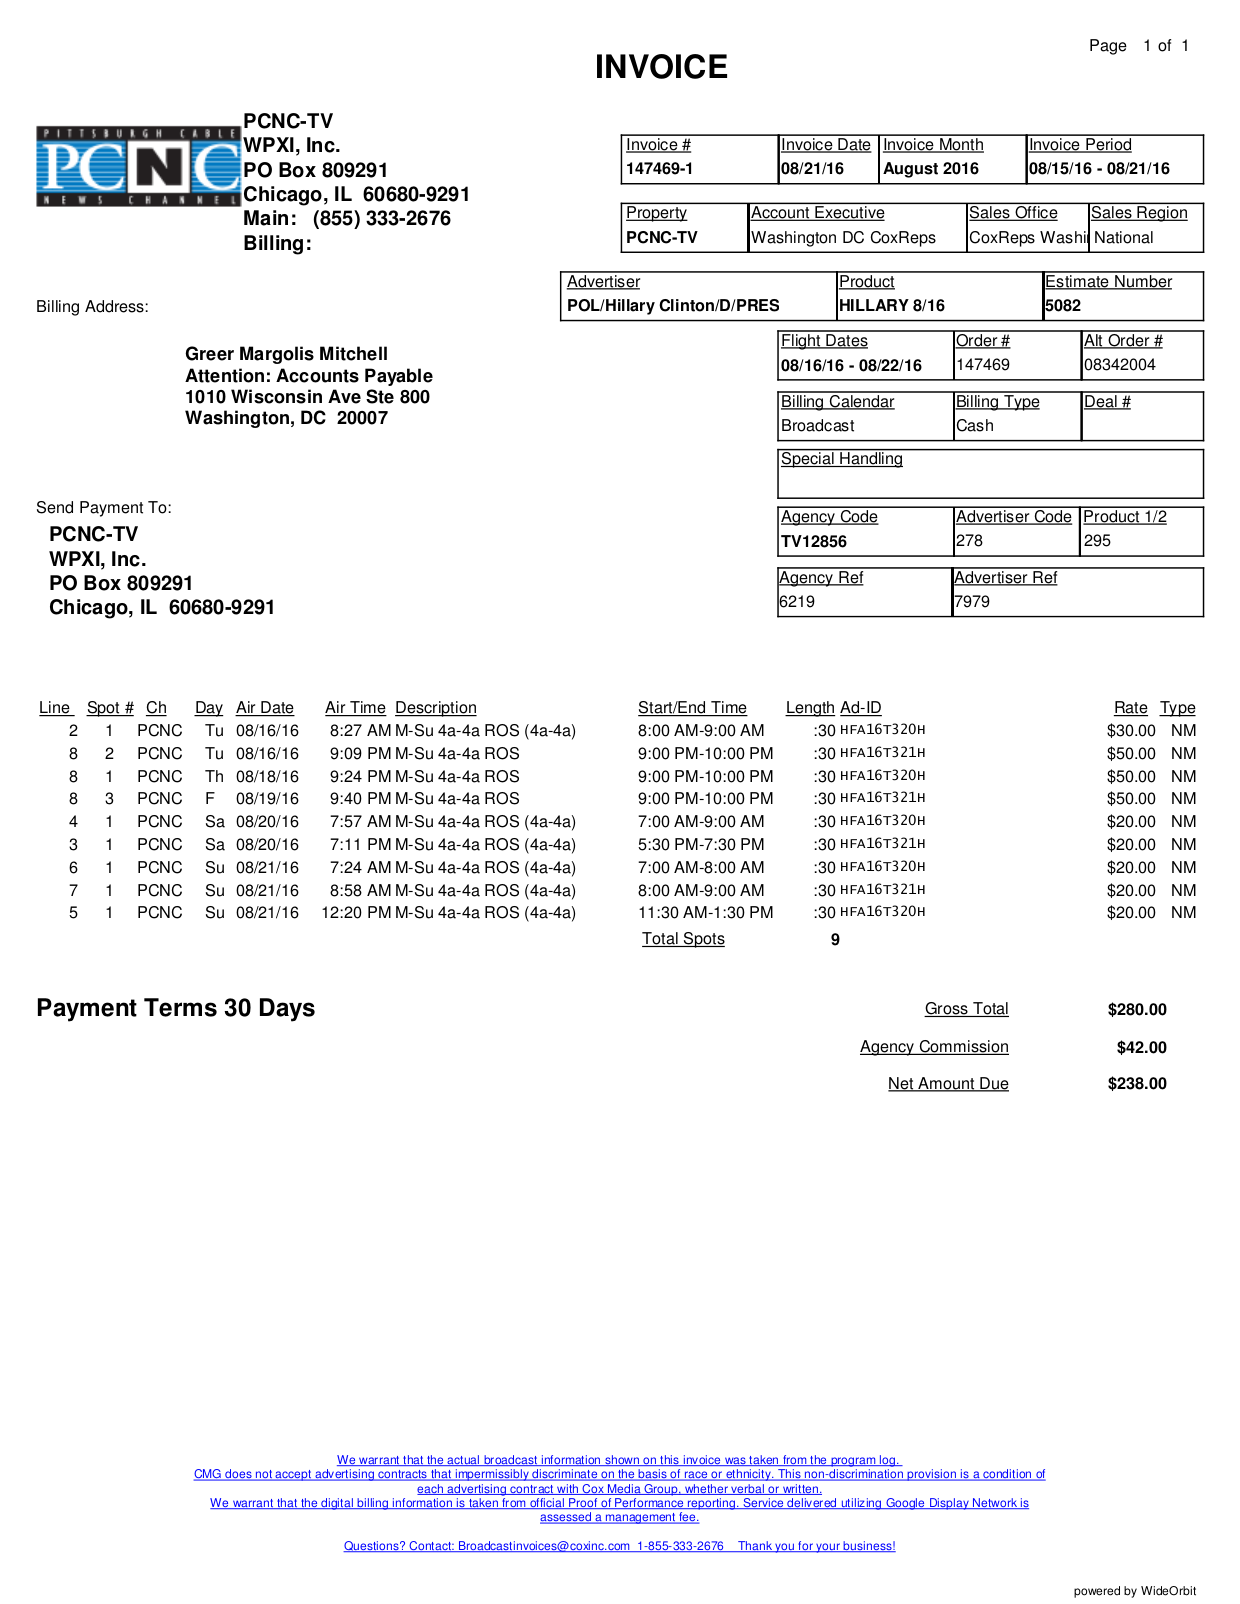 Page 1 of 1
INVOICE
PITTSBURGH CABLE
PCNC
NEWS CHANNEL
PCNC-TV
WPXI, Inc.
PO Box 809291
Chicago, IL 60680-9291
Main: (855) 333-2676
Billing:
Invoice # Invoice Date Invoice Month Invoice Period
147469-1 08/21/16 August 2016 08/15/16 - 08/21/16
Property Account Executive Sales Office Sales Region
PCNC-TV Washington DC CoxReps CoxReps Washi National
Advertiser Product Estimate Number
POL/Hillary Clinton/D/PRES HILLARY 8/16 5082
Billing Address:
Greer Margolis Mitchell
Attention: Accounts Payable
1010 Wisconsin Ave Ste 800
Washington, DC 20007
Flight Dates Order # Alt Order #
08/16/16 - 08/22/16 147469 08342004
Billing Calendar Billing Type Deal #
Broadcast Cash
Special Handling
Send Payment To:
PCNC-TV
WPXI, Inc.
PO Box 809291
Chicago, IL 60680-9291
Agency Code Advertiser Code Product 1/2
TV12856 278 295
Agency Ref Advertiser Ref
6219 7979
Line Spot # Ch Day Air Date Air Time Description Start/End Time Length Ad-ID Rate Type
2 1 PCNC Tu 08/16/16 8:27 AM M-Su 4a-4a ROS (4a-4a) 8:00 AM-9:00 AM :30 HFA16T320H $30.00 NM
8 2 PCNC Tu 08/16/16 9:09 PM M-Su 4a-4a ROS 9:00 PM-10:00 PM :30 HFA16T321H $50.00 NM
8 1 PCNC Th 08/18/16 9:24 PM M-Su 4a-4a ROS 9:00 PM-10:00 PM :30 HFA16T320H $50.00 NM
8 3 PCNC F 08/19/16 9:40 PM M-Su 4a-4a ROS 9:00 PM-10:00 PM :30 HFA16T321H $50.00 NM
4 1 PCNC Sa 08/20/16 7:57 AM M-Su 4a-4a ROS (4a-4a) 7:00 AM-9:00 AM :30 HFA16T320H $20.00 NM
3 1 PCNC Sa 08/20/16 7:11 PM M-Su 4a-4a ROS (4a-4a) 5:30 PM-7:30 PM :30 HFA16T321H $20.00 NM
6 1 PCNC Su 08/21/16 7:24 AM M-Su 4a-4a ROS (4a-4a) 7:00 AM-8:00 AM :30 HFA16T320H $20.00 NM
7 1 PCNC Su 08/21/16 8:58 AM M-Su 4a-4a ROS (4a-4a) 8:00 AM-9:00 AM :30 HFA16T321H $20.00 NM
5 1 PCNC Su 08/21/16 12:20 PM M-Su 4a-4a ROS (4a-4a) 11:30 AM-1:30 PM :30 HFA16T320H $20.00 NM
Total Spots 9
Payment Terms 30 Days
Gross Total $280.00
Agency Commission $42.00
Net Amount Due $238.00
We warrant that the actual broadcast information shown on this invoice was taken from the program log.
CMG does not accept advertising contracts that impermissibly discriminate on the basis of race or ethnicity. This non-discrimination provision is a condition of
each advertising contract with Cox Media Group, whether verbal or written.
We warrant that the digital billing information is taken from official Proof of Performance reporting. Service delivered utilizing Google Display Network is
assessed a management fee.
Questions? Contact: Broadcastinvoices@coxinc.com 1-855-333-2676 Thank you for your business!
powered by WideOrbit